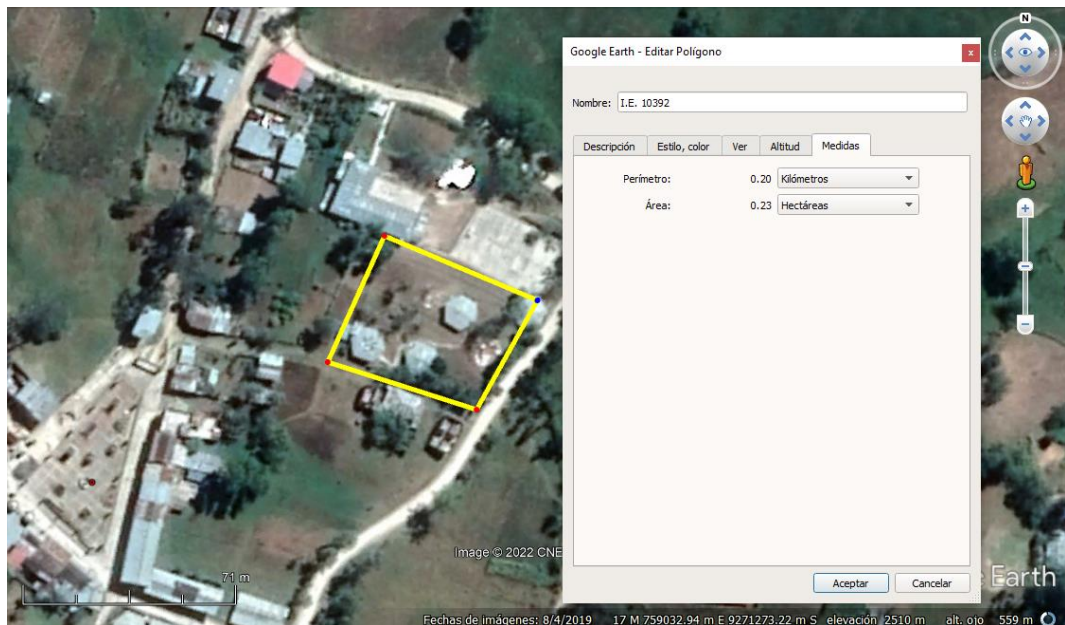 N
Google Earth - Editar Polígono
x
Nombre: I.E. 10392
Descripción Estilo, color Ver Altitud Medidas
Perímetro: 0.20 Kilómetros
Área: 0.23 Hectáreas
Image © 2022 CNE
71 m
Aceptar Cancelar
Earth
Fechas de imágenes: 8/4/2019 17 M 759032.94 m E 9271273.22 m S elevación 2510 m alt. ojo 559 m